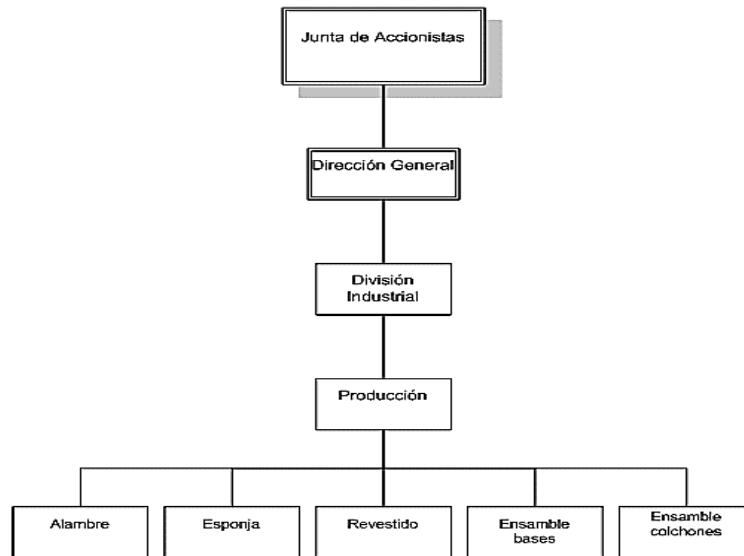 Junta de Accionistas
Dirección General
División
Industrial
Producción
Alambre
Esponja
Revestido
Ensamble
bases
Ensamble
colchones